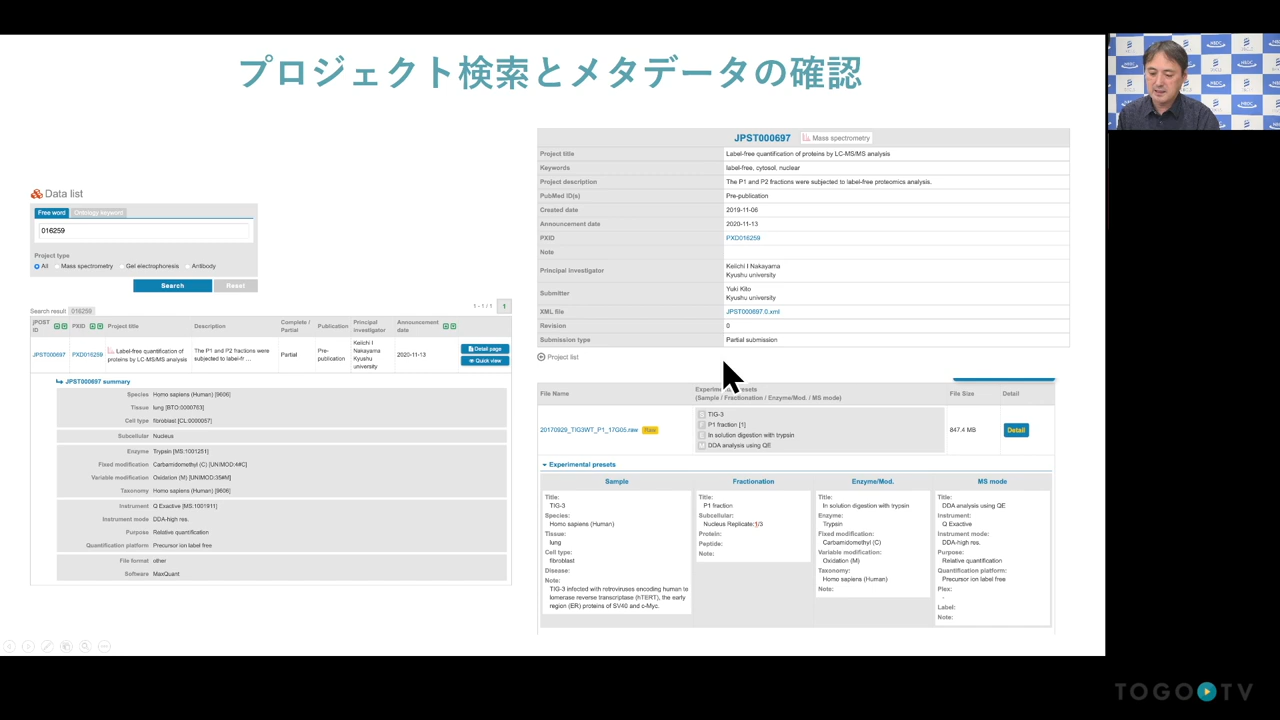 プロジェクト検索とメタデータの確認
Data list
Free word Ontology keyword
016259
Project type
All Mass spectrometry Gel electrophoresis Antibody
Search Reset
Search result 016259
1 - 1 / 1 1
jPOST ID PXID Project title Description Complete / Partial Publication Principal investigator Announcement date
JPST000697 PXD016259 Label-free quantification of proteins by LC-MS/MS analysis The P1 and P2 fractions were subjected to label-fr ... Partial Pre-publication Keiichi I Nakayama Kyushu university 2020-11-13 Detail page
Quick view
JPST000697 summary
Species Homo sapiens (Human) [9606]
Tissue lung [BTO:0000763]
Cell type fibroblast [CL:0000057]
Subcellular Nucleus
Enzyme Trypsin [MS:1001251]
Fixed modification Carbamidomethyl (C) [UNIMOD:4#C]
Variable modification Oxidation (M) [UNIMOD:35#M]
Taxonomy Homo sapiens (Human) [9606]
Instrument Q Exactive [MS:1001911]
Instrument mode DDA-high res.
Purpose Relative quantification
Quantification platform Precursor ion label free
File format other
Software MaxQuant
JPST000697 Mass spectrometry
Project title Label-free quantification of proteins by LC-MS/MS analysis
Keywords label-free, cytosol, nuclear
Project description The P1 and P2 fractions were subjected to label-free proteomics analysis.
PubMed ID(s) Pre-publication
Created date 2019-11-06
Announcement date 2020-11-13
PXID PXD016259
Note
Principal investigator Keiichi I Nakayama
Kyushu university
Submitter Yuki Kito
Kyushu university
XML file JPST000697.0.xml
Revision 0
Submission type Partial submission
Project list
File Name Experimental presets
(Sample / Fractionation / Enzyme/Mod. / MS mode) File Size Detail
20170929_TIG3WT_P1_17G05.raw Raw
TIG-3
P1 fraction [1]
In solution digestion with trypsin
DDA analysis using QE
847.4 MB Detail
Experimental presets
Sample
Title:
TIG-3
Species:
Homo sapiens (Human)
Tissue:
lung
Cell type:
fibroblast
Disease:
Note:
TIG-3 infected with retroviruses encoding human te
lomerase reverse transcriptase (hTERT), the early
region (ER) proteins of SV40 and c-Myc.
Fractionation
Title:
P1 fraction
Subcellular:
Nucleus Replicate:1/3
Protein:
Peptide:
Note:
Enzyme/Mod.
Title:
In solution digestion with trypsin
Enzyme:
Trypsin
Fixed modification:
Carbamidomethyl (C)
Variable modification:
Oxidation (M)
Taxonomy:
Homo sapiens (Human)
Note:
MS mode
Title:
DDA analysis using QE
Instrument:
Q Exactive
Instrument mode:
DDA-high res.
Purpose:
Relative quantification
Quantification platform:
Precursor ion label free
Plex:
-
Label:
Note:
TOGO TV